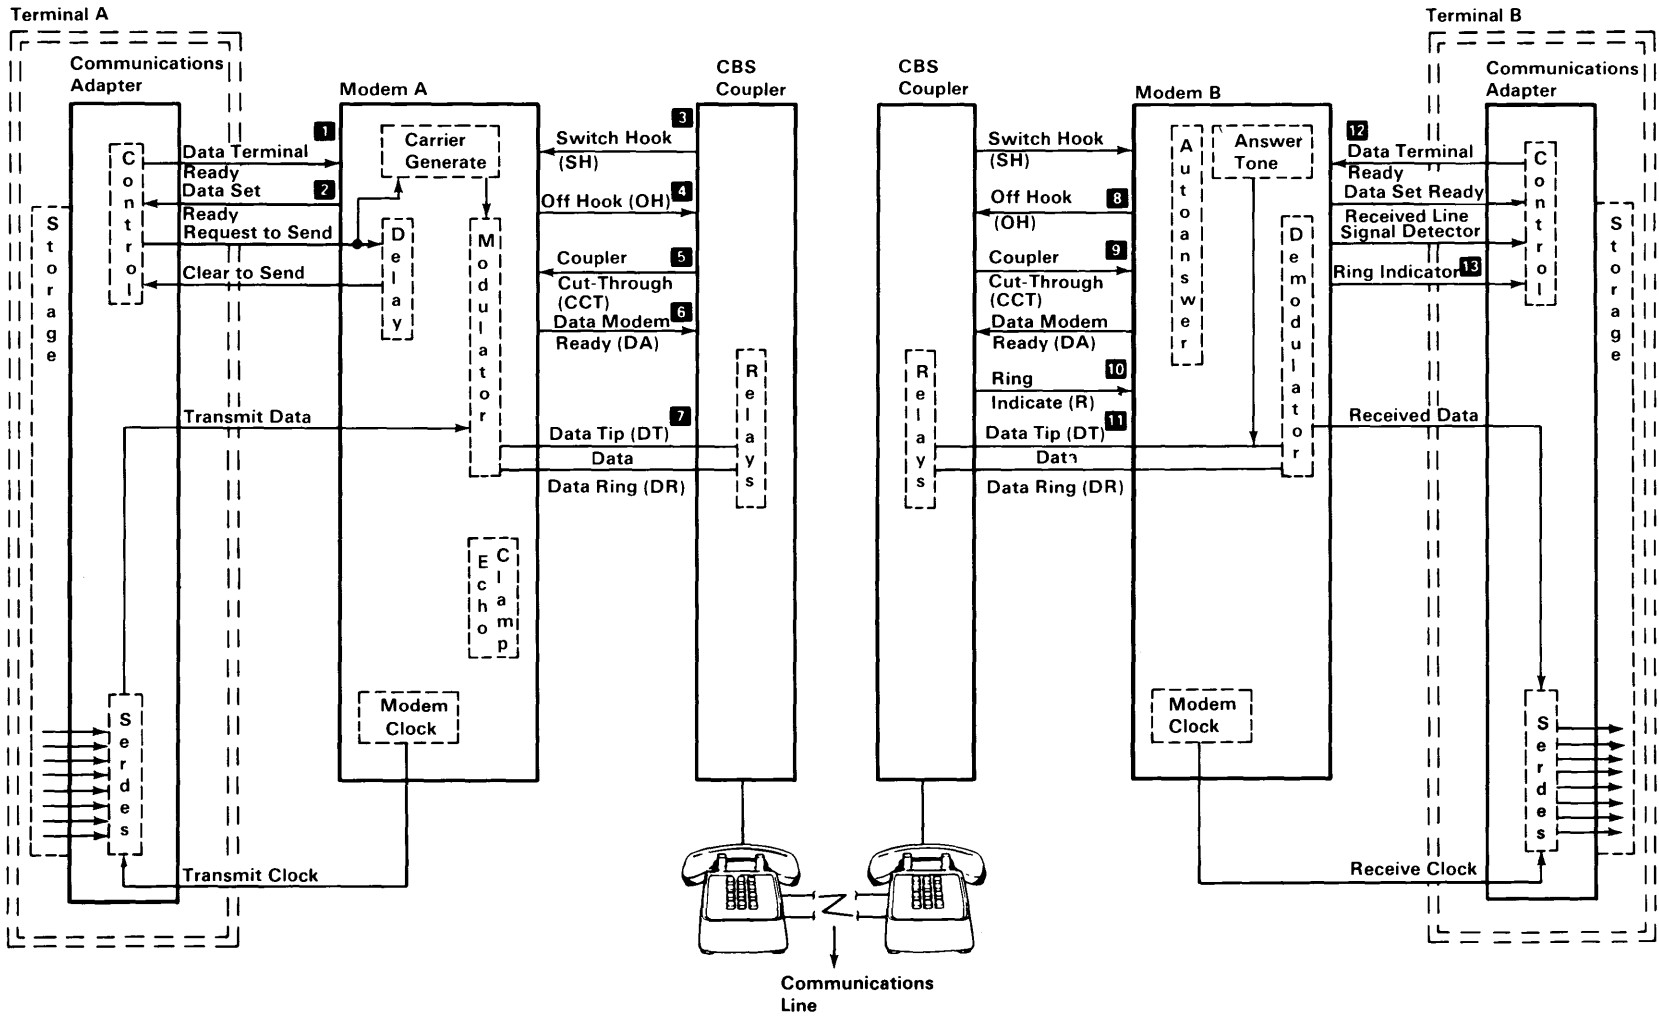 Terminal A
Communications
Adapter
Control
Storage
Serdes
1
Data Terminal
Ready
2
Data Set
Ready
Request to Send
Clear to Send
Transmit Data
Transmit Clock
Modem A
Carrier
Generate
Delay
Modulator
Echo
Clamp
Modem
Clock
3
Switch Hook
(SH)
4
Off Hook (OH)
5
Coupler
Cut-Through
(CCT)
6
Data Modem
Ready (DA)
7
Data Tip (DT)
Data
Data Ring (DR)
CBS
Coupler
Relays
CBS
Coupler
Relays
Switch Hook
(SH)
Off Hook
8
(OH)
9
Coupler
Cut-Through
(CCT)
Data Modem
Ready (DA)
10
Ring
Indicate (R)
11
Data Tip (DT)
Data
Data Ring (DR)
Modem B
Autoanswer
Answer
Tone
Demodulator
Modem
Clock
12
Data Terminal
Ready
Data Set Ready
Received Line
Signal Detector
Ring Indicator
13
Received Data
Receive Clock
Terminal B
Communications
Adapter
Control
Storage
Serdes
Communications
Line